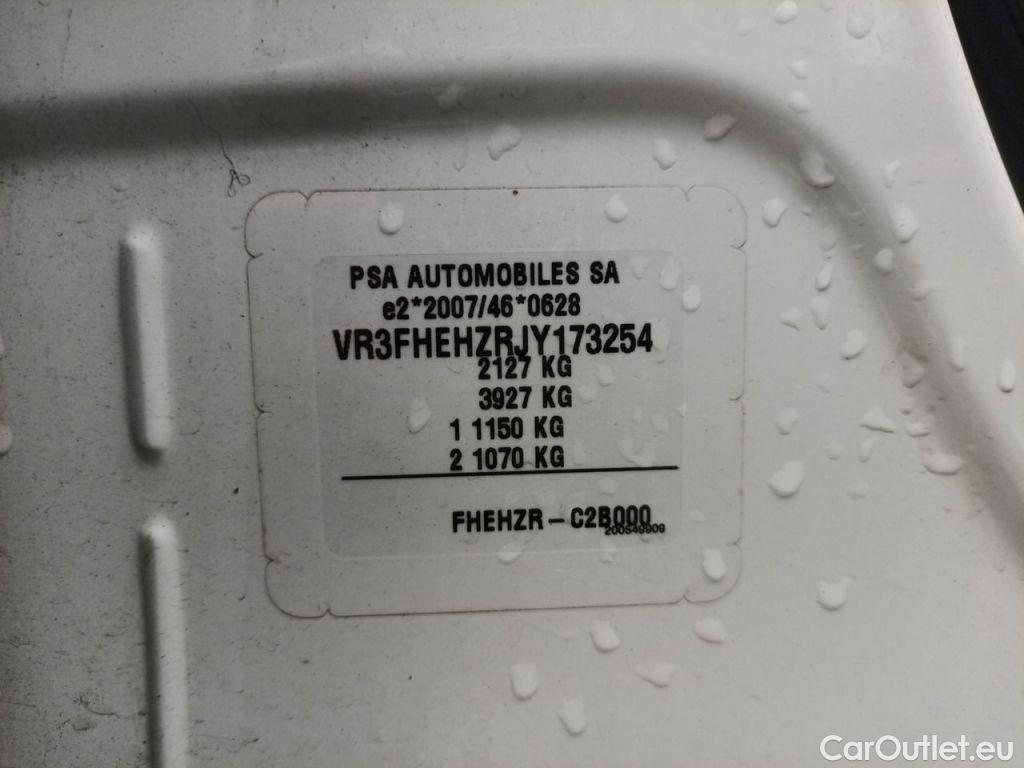 PSA AUTOMOBILES SA
e2*2007/46*0628
VR3FHEHZRJY173254
2127 KG
3927 KG
1 1150 KG
2 1070 KG
FHEHZR – C2B000
200549909
CarOutlet.eu